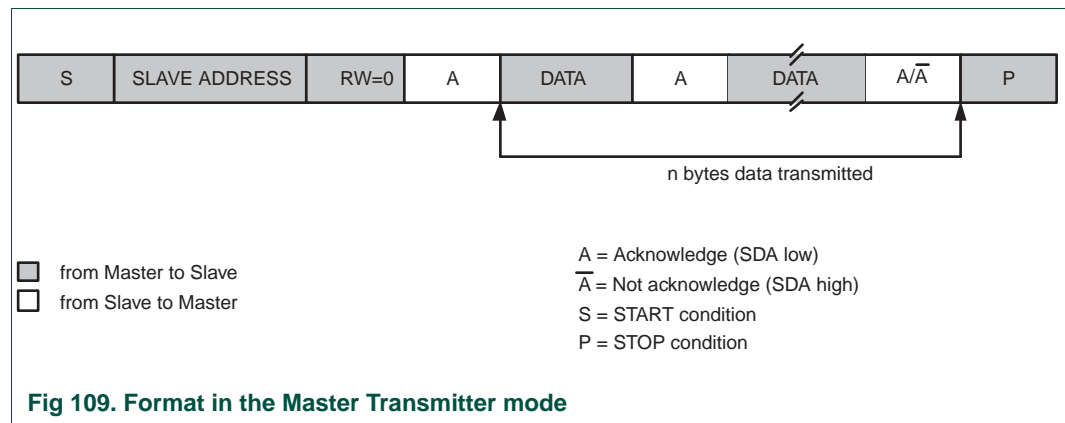 S SLAVE ADDRESS RW=0 A DATA A DATA A/A̅ P
n bytes data transmitted
from Master to Slave
from Slave to Master
A = Acknowledge (SDA low)
A̅ = Not acknowledge (SDA high)
S = START condition
P = STOP condition
Fig 109. Format in the Master Transmitter mode